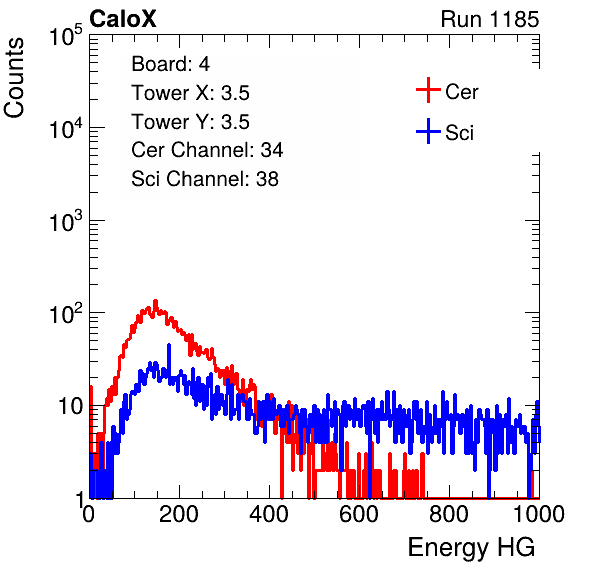 CaloX Run 1185
Counts
Board: 4
Tower X: 3.5
Tower Y: 3.5
Cer Channel: 34
Sci Channel: 38
Cer
Sci
10^5
10^4
10^3
10^2
10
1
0 200 400 600 800 1000
Energy HG